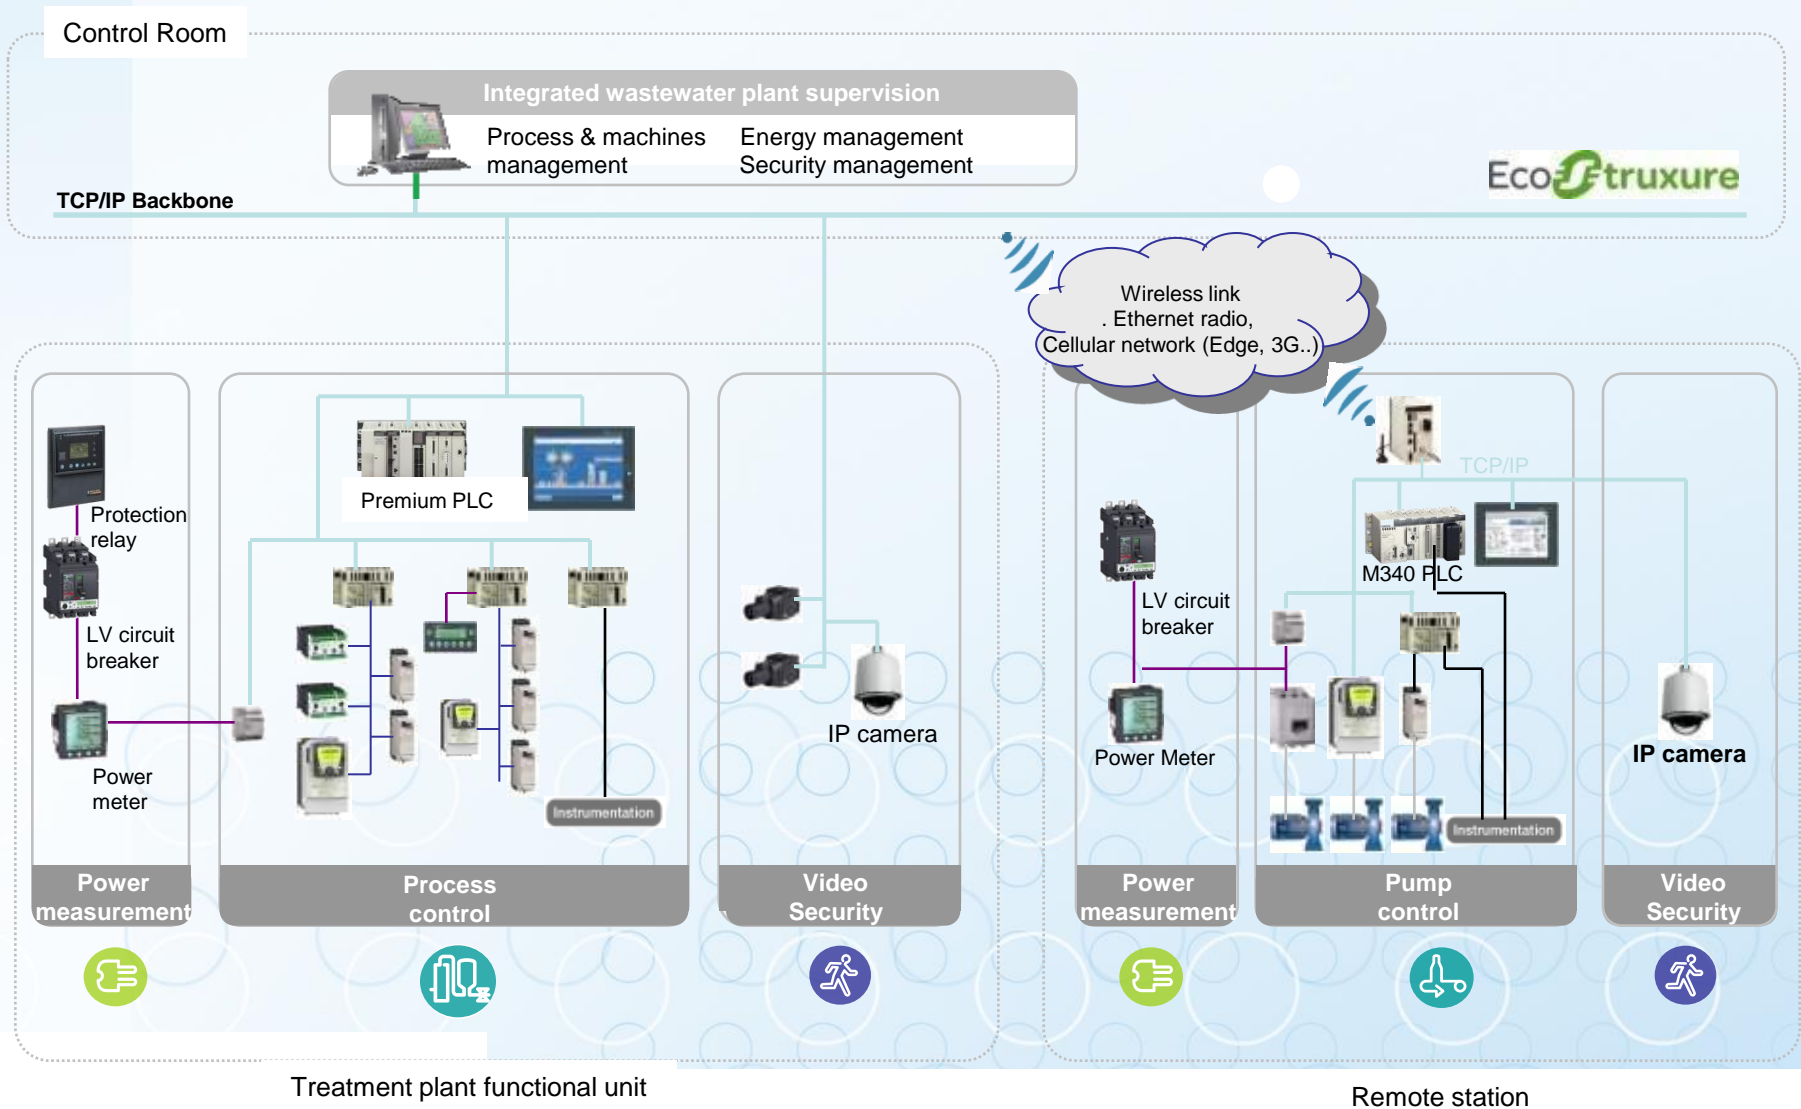 Control Room
Integrated wastewater plant supervision
Process & machines
management
Energy management
Security management
EcoStruxure
TCP/IP Backbone
Wireless link
. Ethernet radio,
Cellular network (Edge, 3G..)
Protection
relay
LV circuit
breaker
Power
meter
Premium PLC
Instrumentation
IP camera
TCP/IP
M340 PLC
LV circuit
breaker
Power Meter
Instrumentation
IP camera
Power
measurement
Process
control
Video
Security
Power
measurement
Pump
control
Video
Security
Treatment plant functional unit
Remote station